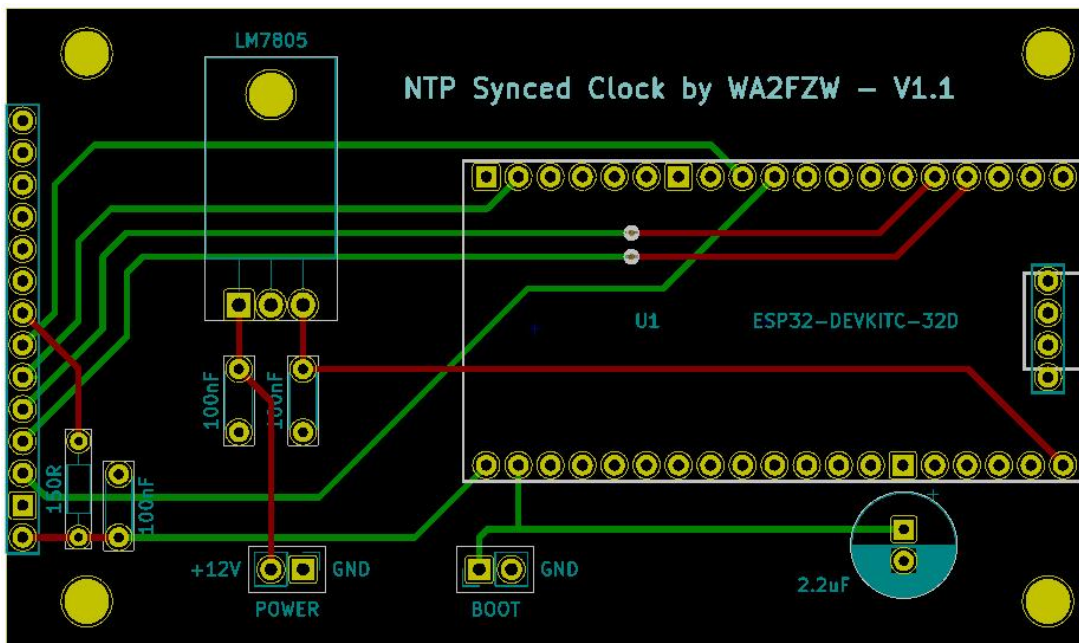 LM7805
NTP Synced Clock by WA2FZW – V1.1
U1
ESP32-DEVKITC-32D
100nF
100nF
150R
100nF
+12V
GND
POWER
GND
BOOT
+
2.2uF